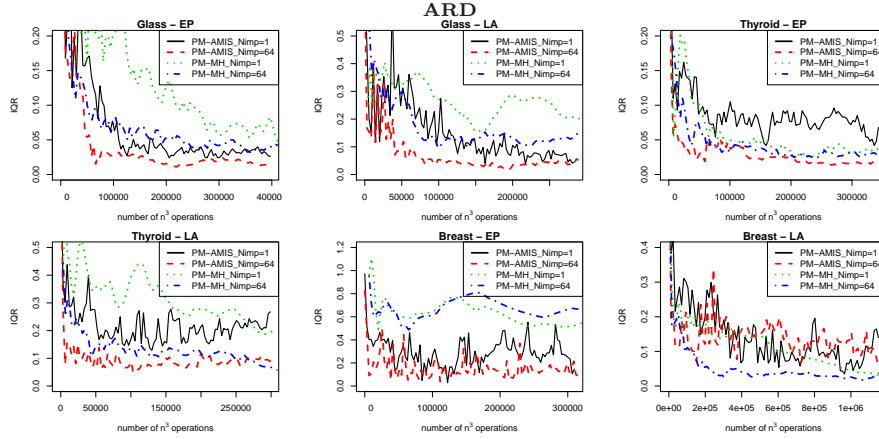 ARD
Glass − EP
IQR
0.20
0.15
0.10
0.05
0.00
PM−AMIS_Nimp=1
PM−AMIS_Nimp=64
PM−MH_Nimp=1
PM−MH_Nimp=64
0 100000 200000 300000 40000
number of n³ operations
Glass − LA
IQR
0.5
0.4
0.3
0.2
0.1
0.0
PM−AMIS_Nimp=1
PM−AMIS_Nimp=64
PM−MH_Nimp=1
PM−MH_Nimp=64
0 50000 100000 150000 200000 250000
number of n³ operations
Thyroid − EP
IQR
0.20
0.15
0.10
0.05
0.00
PM−AMIS_Nimp=1
PM−AMIS_Nimp=64
PM−MH_Nimp=1
PM−MH_Nimp=64
0 100000 200000 300000
number of n³ operations
Thyroid − LA
IQR
0.5
0.4
0.3
0.2
0.1
0.0
PM−AMIS_Nimp=1
PM−AMIS_Nimp=64
PM−MH_Nimp=1
PM−MH_Nimp=64
0 50000 150000 250000
number of n³ operations
Breast − EP
IQR
1.2
1.0
0.8
0.6
0.4
0.2
0.0
PM−AMIS_Nimp=1
PM−AMIS_Nimp=64
PM−MH_Nimp=1
PM−MH_Nimp=64
0 100000 200000 300000
number of n³ operations
Breast − LA
IQR
0.4
0.3
0.2
0.1
0.0
PM−AMIS_Nimp=1
PM−AMIS_Nimp=64
PM−MH_Nimp=1
PM−MH_Nimp=64
0e+00 2e+05 4e+05 6e+05 8e+05 1e+06
number of n³ operations